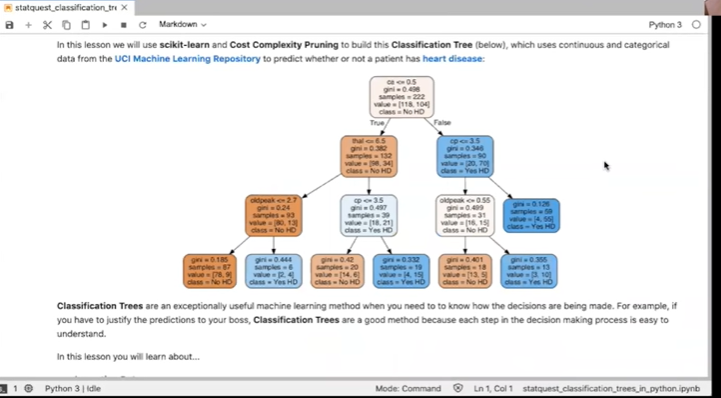 statquest_classification_tre
Markdown
Python 3
In this lesson we will use scikit-learn and Cost Complexity Pruning to build this Classification Tree (below), which uses continuous and categorical
data from the UCI Machine Learning Repository to predict whether or not a patient has heart disease:
ca <= 0.5
gini = 0.498
samples = 222
value = [118, 104]
class = No HD
True
False
thal <= 6.5
gini = 0.382
samples = 132
value = [98, 34]
class = No HD
cp <= 3.5
gini = 0.346
samples = 90
value = [20, 70]
class = Yes HD
oldpeak <= 2.7
gini = 0.24
samples = 93
value = [80, 13]
class = No HD
cp <= 3.5
gini = 0.497
samples = 39
value = [18, 21]
class = Yes HD
oldpeak <= 0.55
gini = 0.499
samples = 31
value = [16, 15]
class = No HD
gini = 0.126
samples = 59
value = [4, 55]
class = Yes HD
gini = 0.185
samples = 87
value = [78, 9]
class = No HD
gini = 0.444
samples = 6
value = [2, 4]
class = Yes HD
gini = 0.42
samples = 20
value = [14, 6]
class = No HD
gini = 0.332
samples = 19
value = [4, 15]
class = Yes HD
gini = 0.401
samples = 18
value = [13, 5]
class = No HD
gini = 0.355
samples = 13
value = [3, 10]
class = Yes HD
Classification Trees are an exceptionally useful machine learning method when you need to to know how the decisions are being made. For example, if
you have to justify the predictions to your boss, Classification Trees are a good method because each step in the decision making process is easy to
understand.
In this lesson you will learn about...
1 Python 3 | Idle
Mode: Command
Ln 1, Col 1
statquest_classification_trees_in_python.ipynb